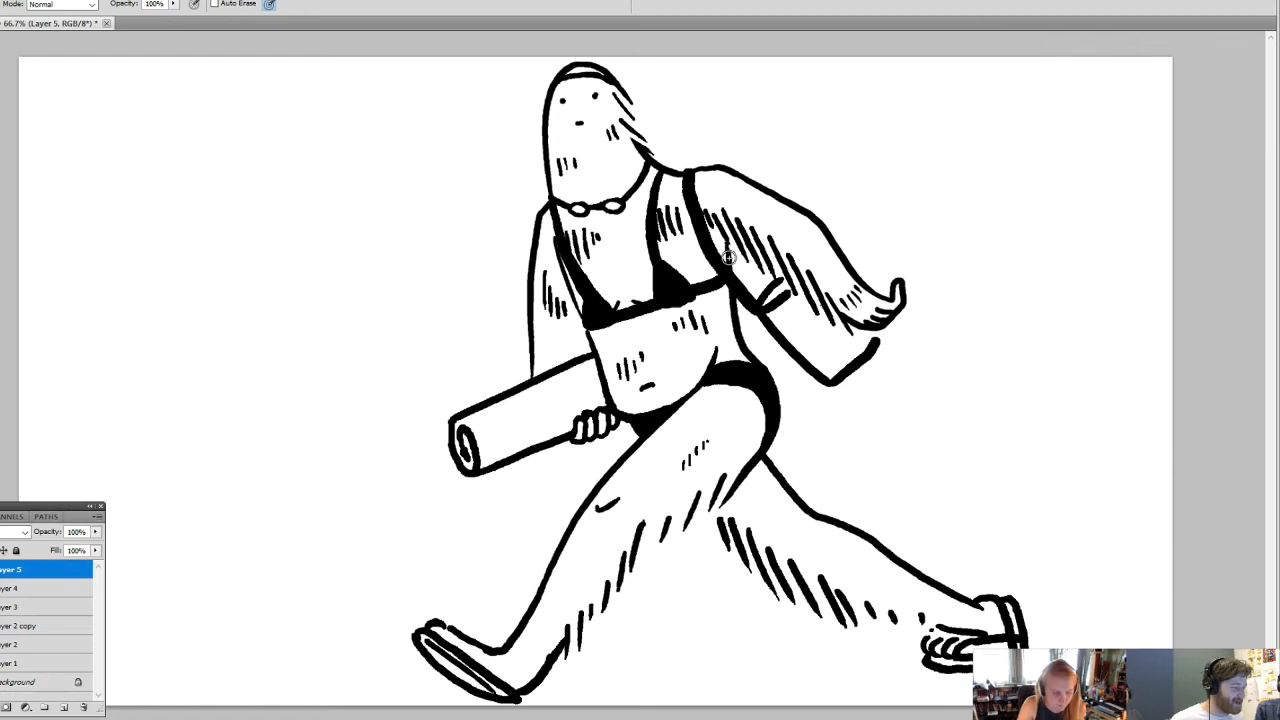 Mode: Normal Opacity: 100% Auto Erase
66.7% (Layer 5, RGB/8*) *
NNELS PATHS
Opacity: 100%
Fill: 100%
ayer 5
ayer 4
ayer 3
ayer 2 copy
ayer 2
ayer 1
ackground